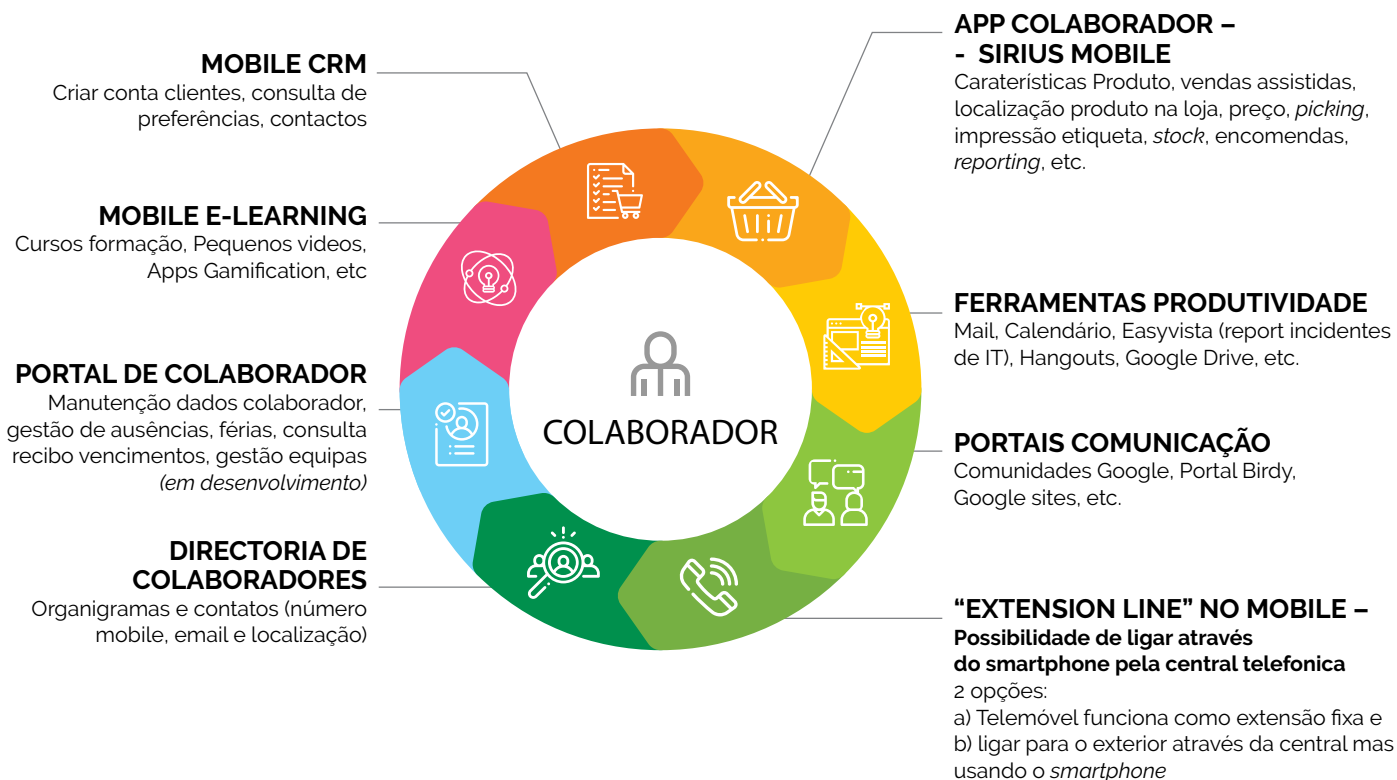 MOBILE CRM
Criar conta clientes, consulta de
preferências, contactos
MOBILE E-LEARNING
Cursos formação, Pequenos videos,
Apps Gamification, etc
PORTAL DE COLABORADOR
Manutenção dados colaborador,
gestão de ausências, férias, consulta
recibo vencimentos, gestão equipas
(em desenvolvimento)
DIRECTORIA DE
COLABORADORES
Organigramas e contatos (número
mobile, email e localização)
COLABORADOR
APP COLABORADOR –
- SIRIUS MOBILE
Caraterísticas Produto, vendas assistidas,
localização produto na loja, preço, picking,
impressão etiqueta, stock, encomendas,
reporting, etc.
FERRAMENTAS PRODUTIVIDADE
Mail, Calendário, Easyvista (report incidentes
de IT), Hangouts, Google Drive, etc.
PORTAIS COMUNICAÇÃO
Comunidades Google, Portal Birdy,
Google sites, etc.
“EXTENSION LINE” NO MOBILE –
Possibilidade de ligar através
do smartphone pela central telefonica
2 opções:
a) Telemóvel funciona como extensão fixa e
b) ligar para o exterior através da central mas
usando o smartphone